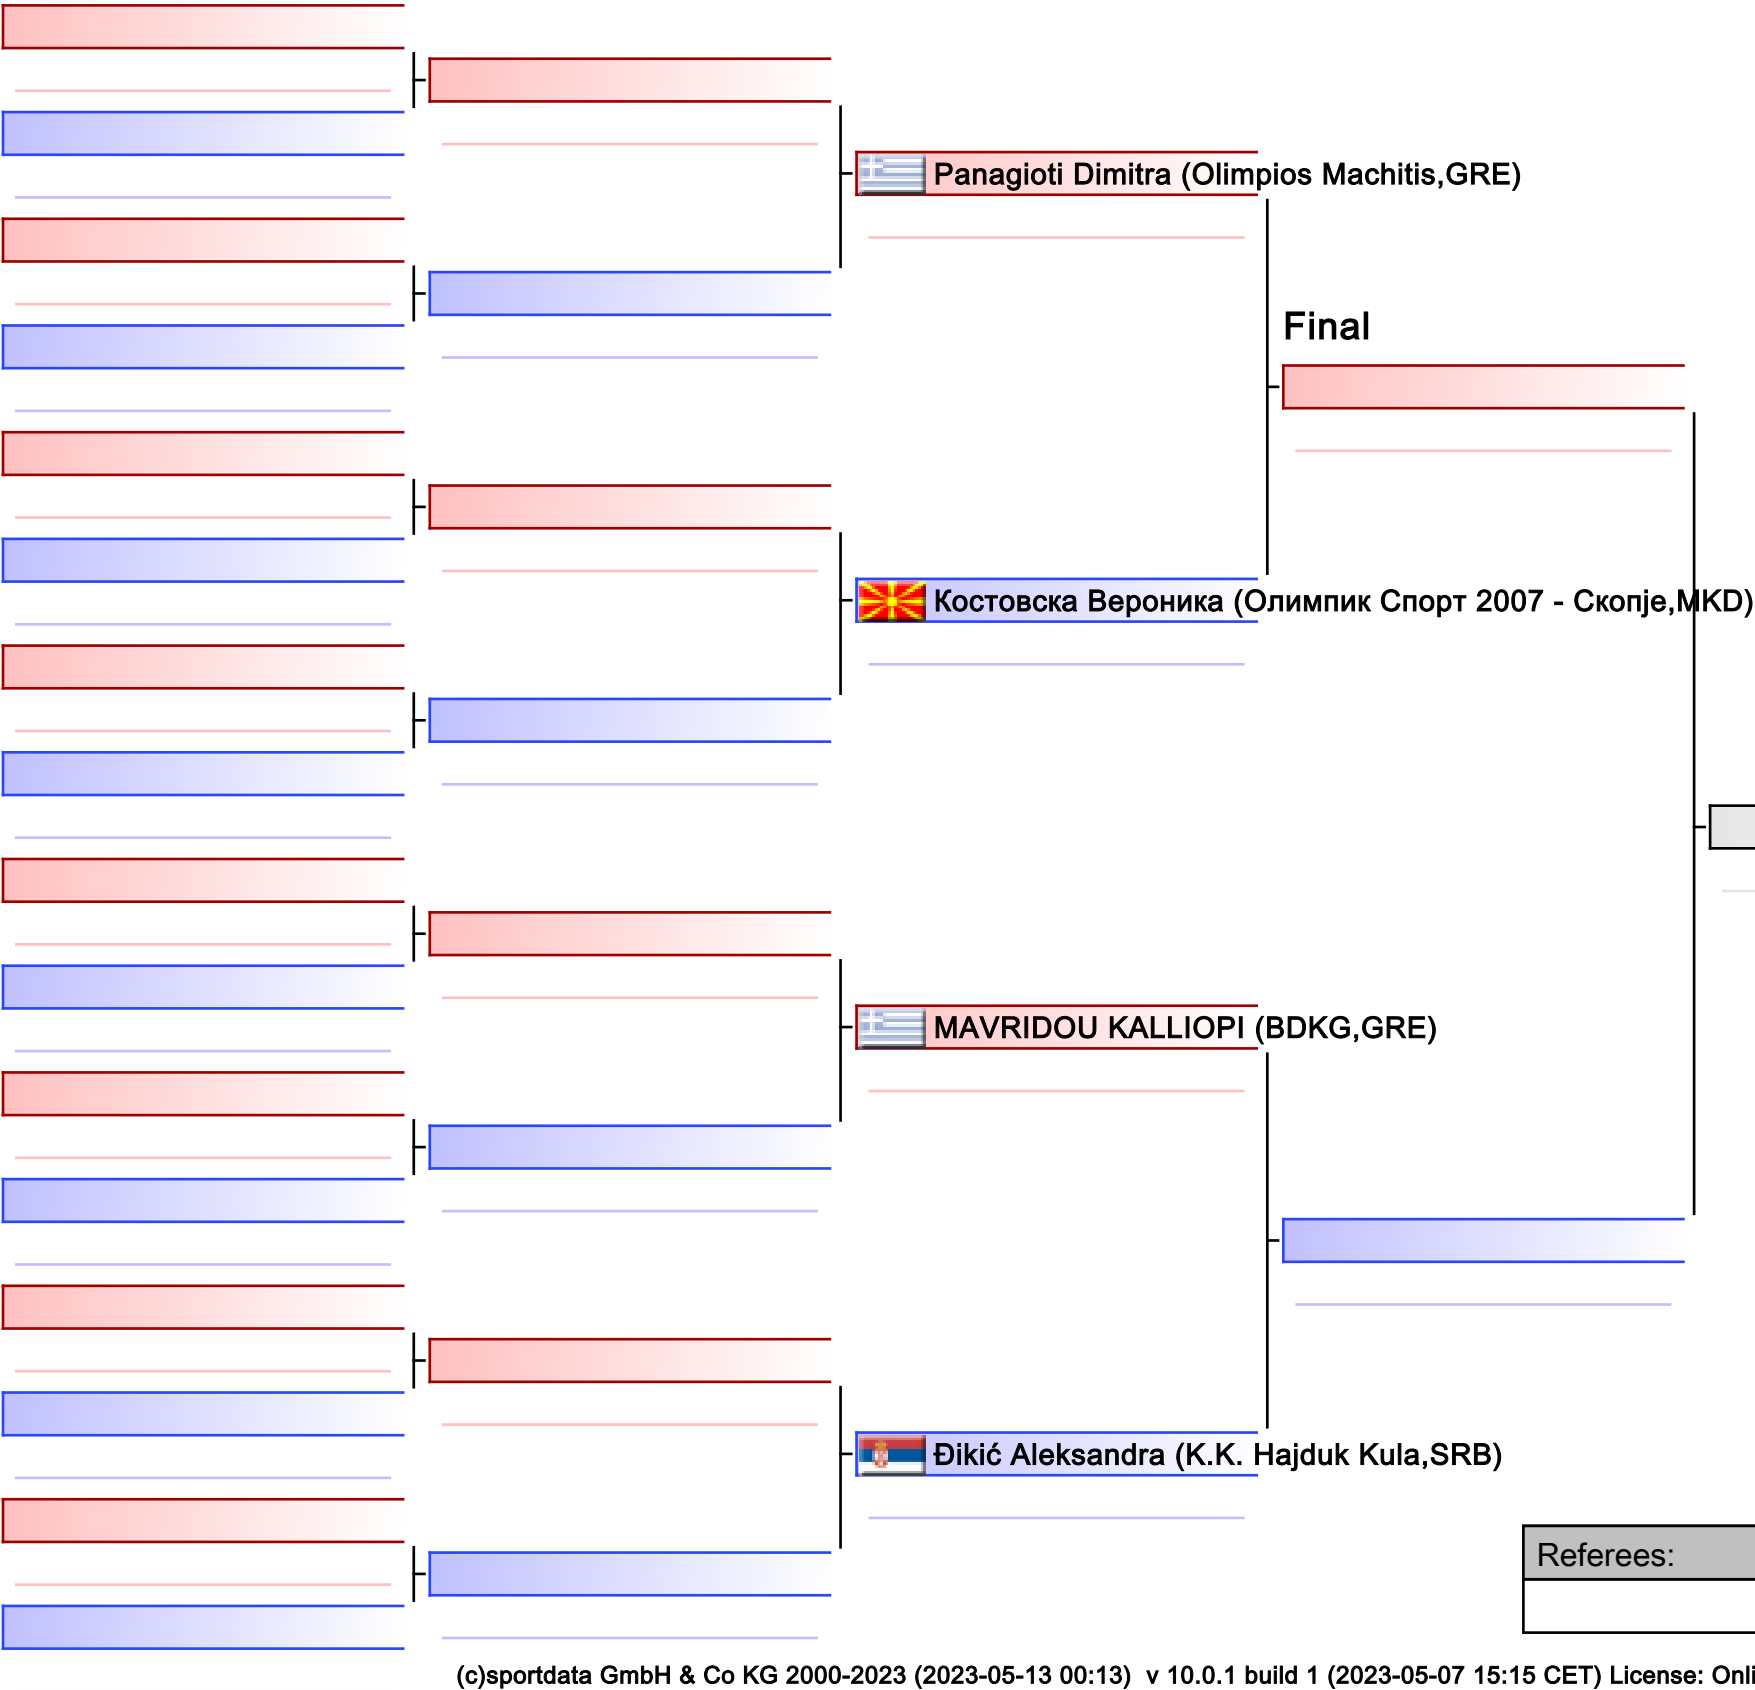 Panagioti Dimitra (Olimpios Machitis,GRE)
Final
Костовска Вероника (Олимпик Спорт 2007 - Скопје,MKD)
MAVRIDOU KALLIOPI (BDKG,GRE)
Đikić Aleksandra (K.K. Hajduk Kula,SRB)
Referees:
(c)sportdata GmbH & Co KG 2000-2023 (2023-05-13 00:13) v 10.0.1 build 1 (2023-05-07 15:15 CET) License: Onli